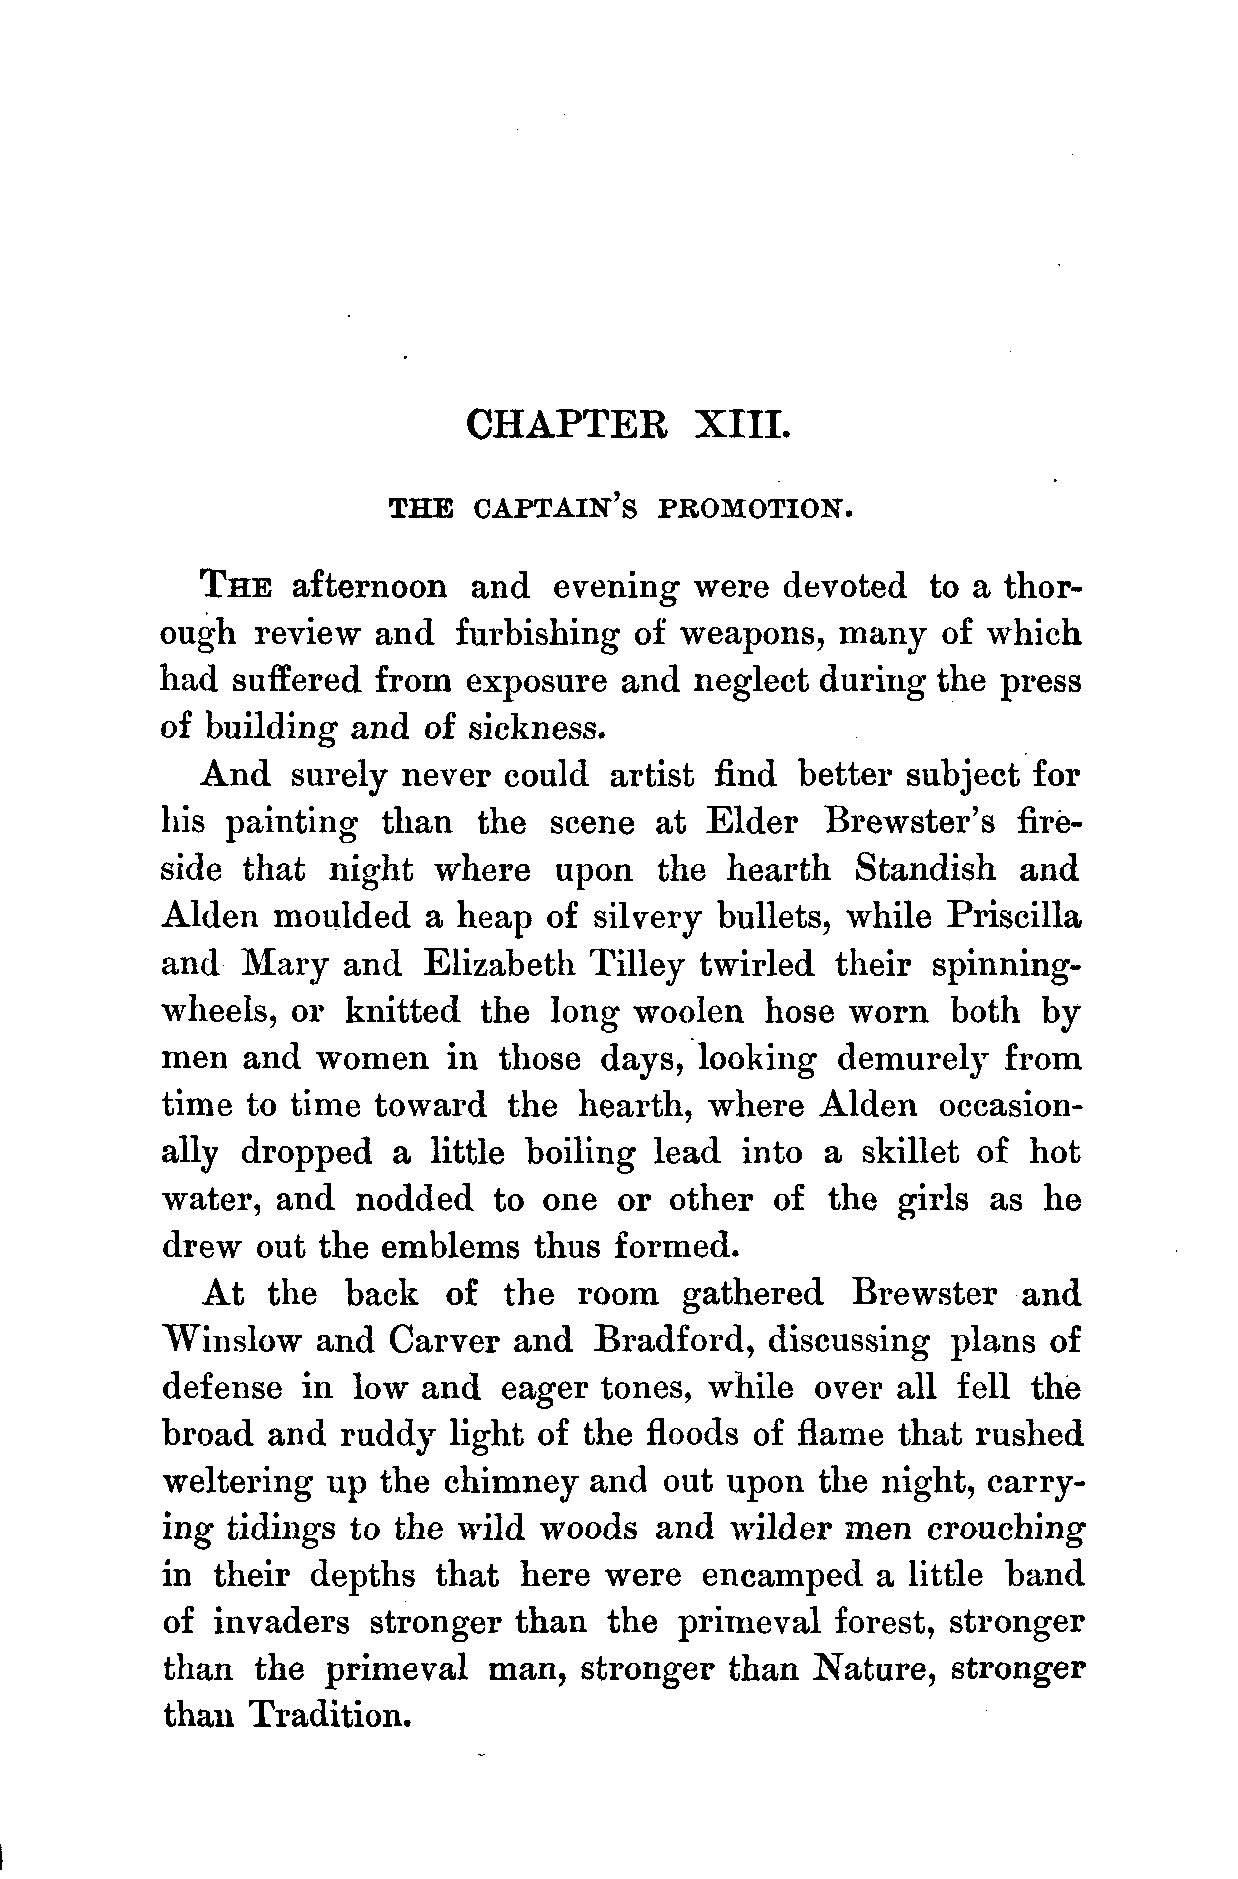 CHAPTER XIII.
THE CAPTAIN'S PROMOTION.
THE afternoon and evening were devoted to a thor-
ough review and furbishing of weapons, many of which
had suffered from exposure and neglect during the press
of building and of sickness.
And surely never could artist find better subject for
his painting than the scene at Elder Brewster's fire-
side that night where upon the hearth Standish and
Alden moulded a heap of silvery bullets, while Priscilla
and Mary and Elizabeth Tilley twirled their spinning-
wheels, or knitted the long woolen hose worn both by
men and women in those days, looking demurely from
time to time toward the hearth, where Alden occasion-
ally dropped a little boiling lead into a skillet of hot
water, and nodded to one or other of the girls as he
drew out the emblems thus formed.
At the back of the room gathered Brewster and
Winslow and Carver and Bradford, discussing plans of
defense in low and eager tones, while over all fell the
broad and ruddy light of the floods of flame that rushed
weltering up the chimney and out upon the night, carry-
ing tidings to the wild woods and wilder men crouching
in their depths that here were encamped a little band
of invaders stronger than the primeval forest, stronger
than the primeval man, stronger than Nature, stronger
than Tradition.